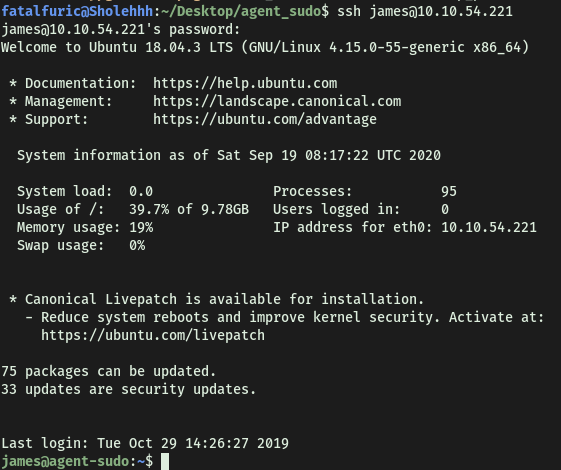 fatalfuric@Sholehhh:~/Desktop/agent_sudo$ ssh james@10.10.54.221
james@10.10.54.221's password:
Welcome to Ubuntu 18.04.3 LTS (GNU/Linux 4.15.0-55-generic x86_64)
* Documentation:  https://help.ubuntu.com
* Management:     https://landscape.canonical.com
* Support:        https://ubuntu.com/advantage
System information as of Sat Sep 19 08:17:22 UTC 2020
System load:  0.0               Processes:           95
Usage of /:   39.7% of 9.78GB   Users logged in:     0
Memory usage: 19%               IP address for eth0: 10.10.54.221
Swap usage:   0%
* Canonical Livepatch is available for installation.
- Reduce system reboots and improve kernel security. Activate at:
https://ubuntu.com/livepatch
75 packages can be updated.
33 updates are security updates.
Last login: Tue Oct 29 14:26:27 2019
james@agent-sudo:~$